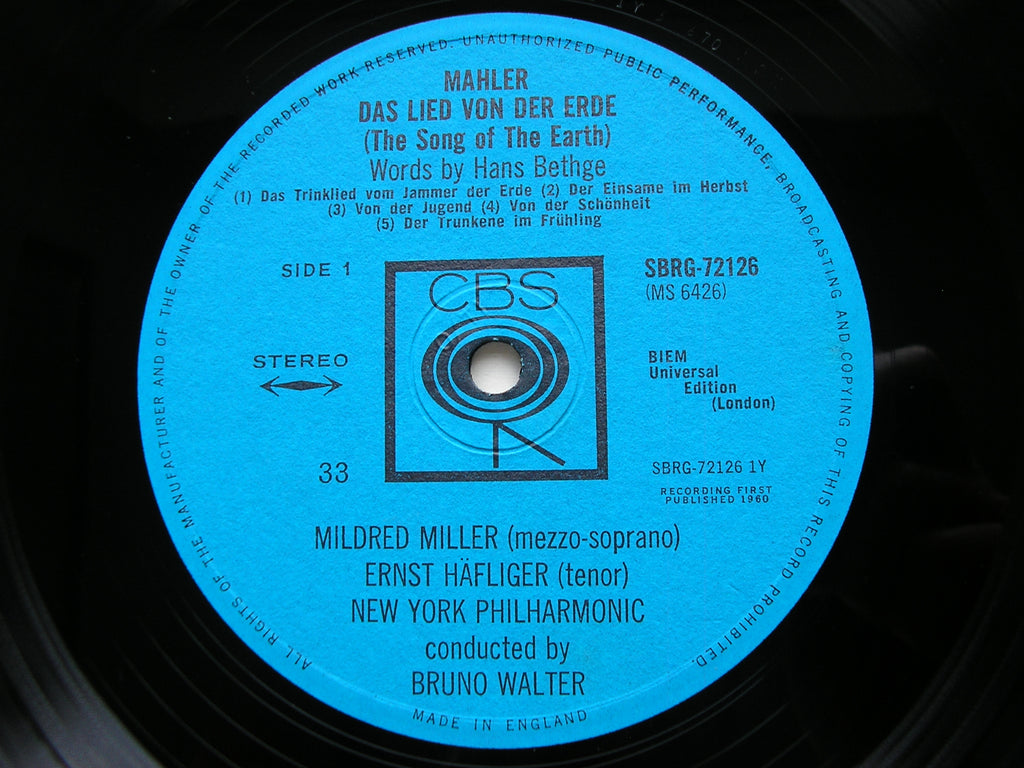 MAHLER
DAS LIED VON DER ERDE
(The Song of The Earth)
Words by Hans Bethge
(1) Das Trinklied vom Jammer der Erde (2) Der Einsame im Herbst
(3) Von der Jugend (4) Von der Schönheit
(5) Der Trunkene im Frühling
SIDE 1
CBS
SBRG-72126
(MS 6426)
STEREO
BIEM
Universal
Edition
(London)
33
SBRG-72126 1Y
RECORDING FIRST
PUBLISHED 1960
MILDRED MILLER (mezzo-soprano)
ERNST HÄFLIGER (tenor)
NEW YORK PHILHARMONIC
conducted by
BRUNO WALTER
MADE IN ENGLAND
ALL RIGHTS OF THE MANUFACTURER AND OF THE OWNER OF THE RECORDED WORK RESERVED. UNAUTHORIZED PUBLIC PERFORMANCE, BROADCASTING AND COPYING OF THIS RECORD PROHIBITED.